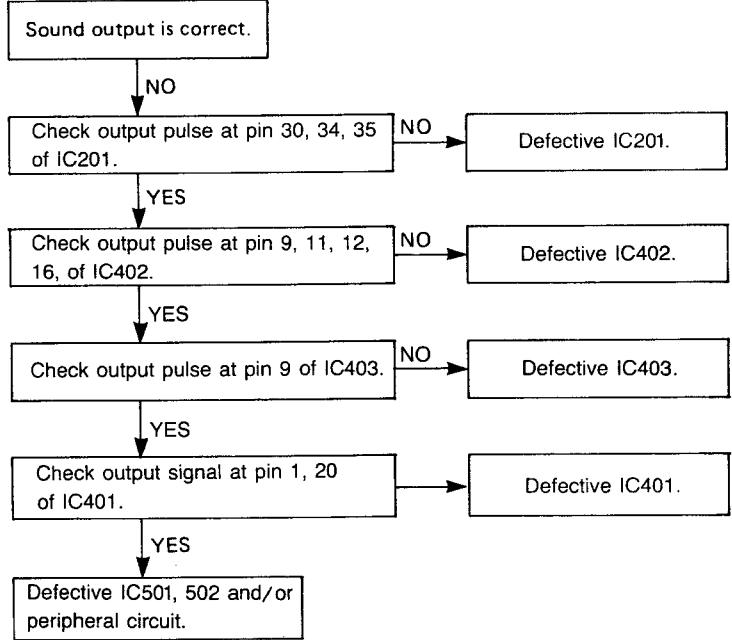 Sound output is correct.
NO
Check output pulse at pin 30, 34, 35
of IC201.
NO
Defective IC201.
YES
Check output pulse at pin 9, 11, 12,
16, of IC402.
NO
Defective IC402.
YES
Check output pulse at pin 9 of IC403.
NO
Defective IC403.
YES
Check output signal at pin 1, 20
of IC401.
Defective IC401.
YES
Defective IC501, 502 and/or
peripheral circuit.